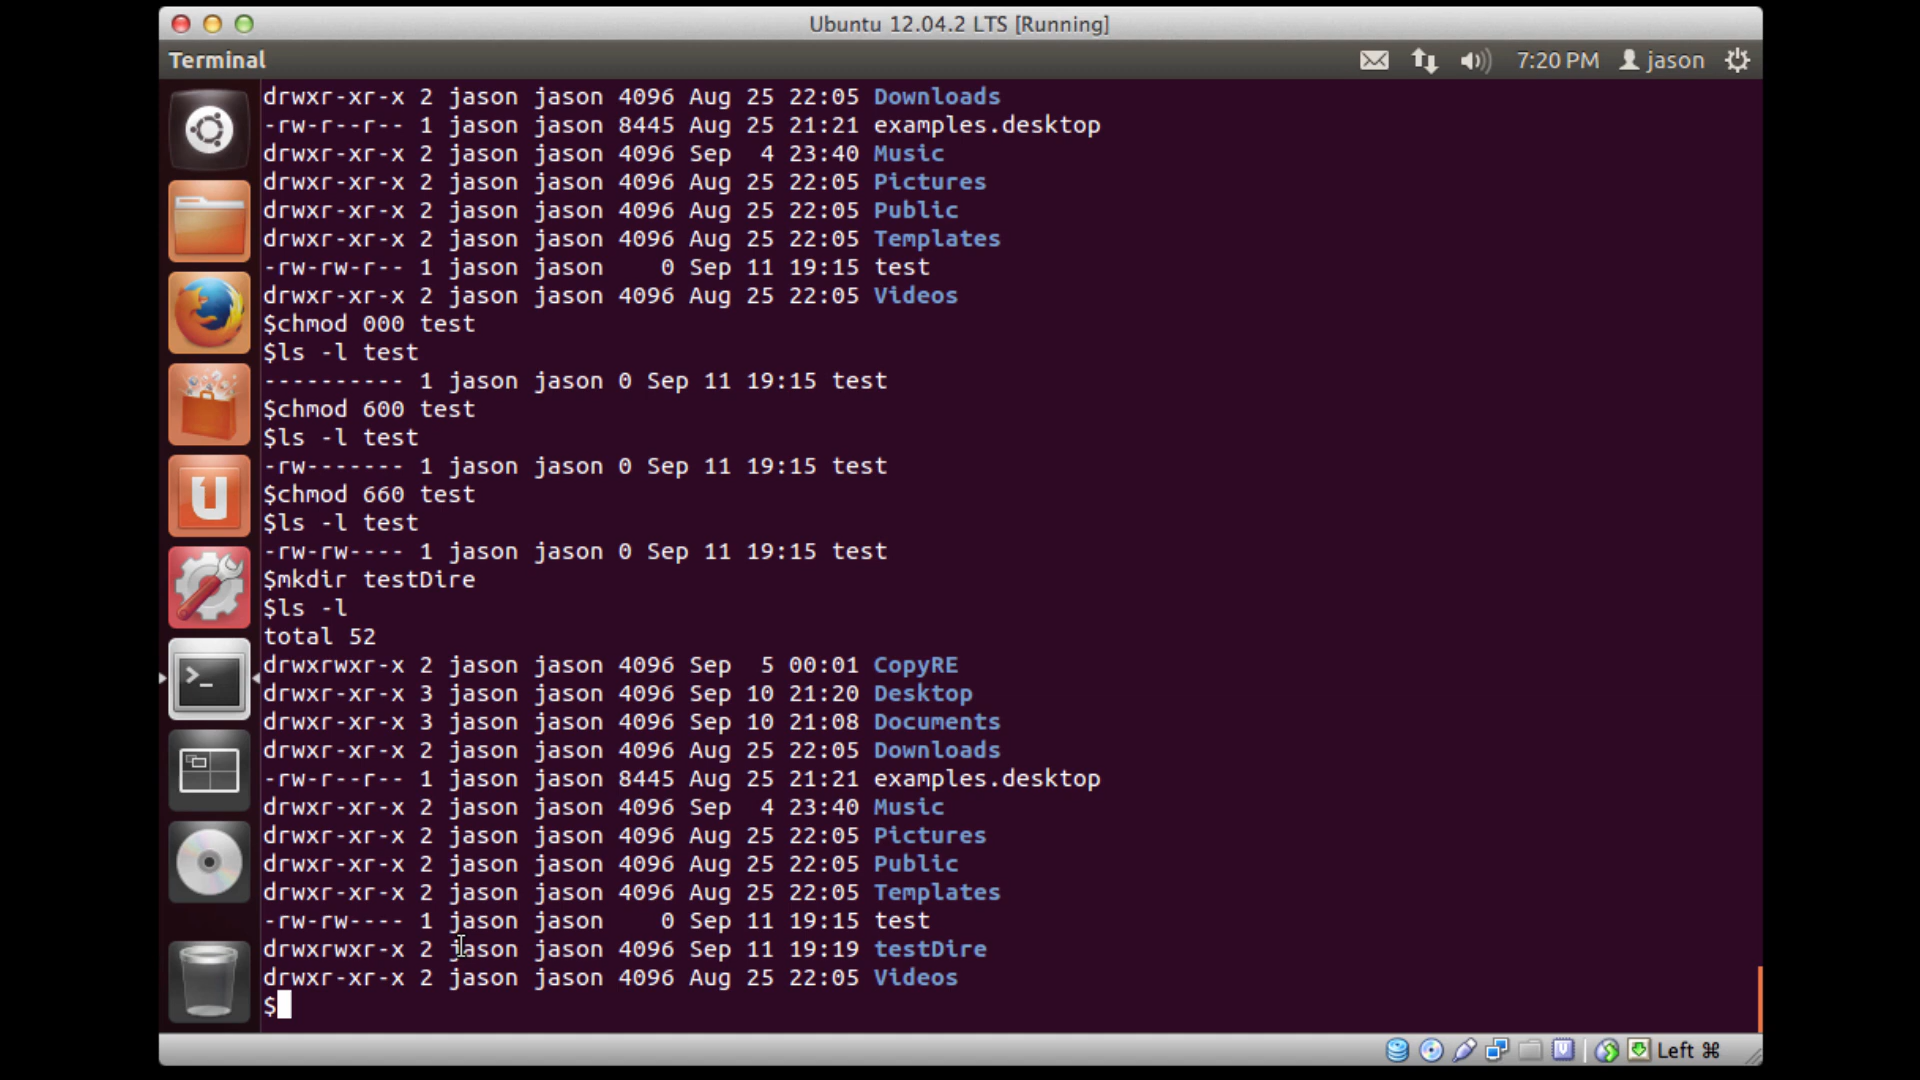 Ubuntu 12.04.2 LTS [Running]
Terminal 7:20 PM jason
drwxr-xr-x 2 jason jason 4096 Aug 25 22:05 Downloads
-rw-r--r-- 1 jason jason 8445 Aug 25 21:21 examples.desktop
drwxr-xr-x 2 jason jason 4096 Sep  4 23:40 Music
drwxr-xr-x 2 jason jason 4096 Aug 25 22:05 Pictures
drwxr-xr-x 2 jason jason 4096 Aug 25 22:05 Public
drwxr-xr-x 2 jason jason 4096 Aug 25 22:05 Templates
-rw-rw-r-- 1 jason jason    0 Sep 11 19:15 test
drwxr-xr-x 2 jason jason 4096 Aug 25 22:05 Videos
$chmod 000 test
$ls -l test
---------- 1 jason jason 0 Sep 11 19:15 test
$chmod 600 test
$ls -l test
-rw------- 1 jason jason 0 Sep 11 19:15 test
$chmod 660 test
$ls -l test
-rw-rw---- 1 jason jason 0 Sep 11 19:15 test
$mkdir testDire
$ls -l
total 52
drwxrwxr-x 2 jason jason 4096 Sep  5 00:01 CopyRE
drwxr-xr-x 3 jason jason 4096 Sep 10 21:20 Desktop
drwxr-xr-x 3 jason jason 4096 Sep 10 21:08 Documents
drwxr-xr-x 2 jason jason 4096 Aug 25 22:05 Downloads
-rw-r--r-- 1 jason jason 8445 Aug 25 21:21 examples.desktop
drwxr-xr-x 2 jason jason 4096 Sep  4 23:40 Music
drwxr-xr-x 2 jason jason 4096 Aug 25 22:05 Pictures
drwxr-xr-x 2 jason jason 4096 Aug 25 22:05 Public
drwxr-xr-x 2 jason jason 4096 Aug 25 22:05 Templates
-rw-rw---- 1 jason jason    0 Sep 11 19:15 test
drwxrwxr-x 2 jason jason 4096 Sep 11 19:19 testDire
drwxr-xr-x 2 jason jason 4096 Aug 25 22:05 Videos
$
Left ⌘